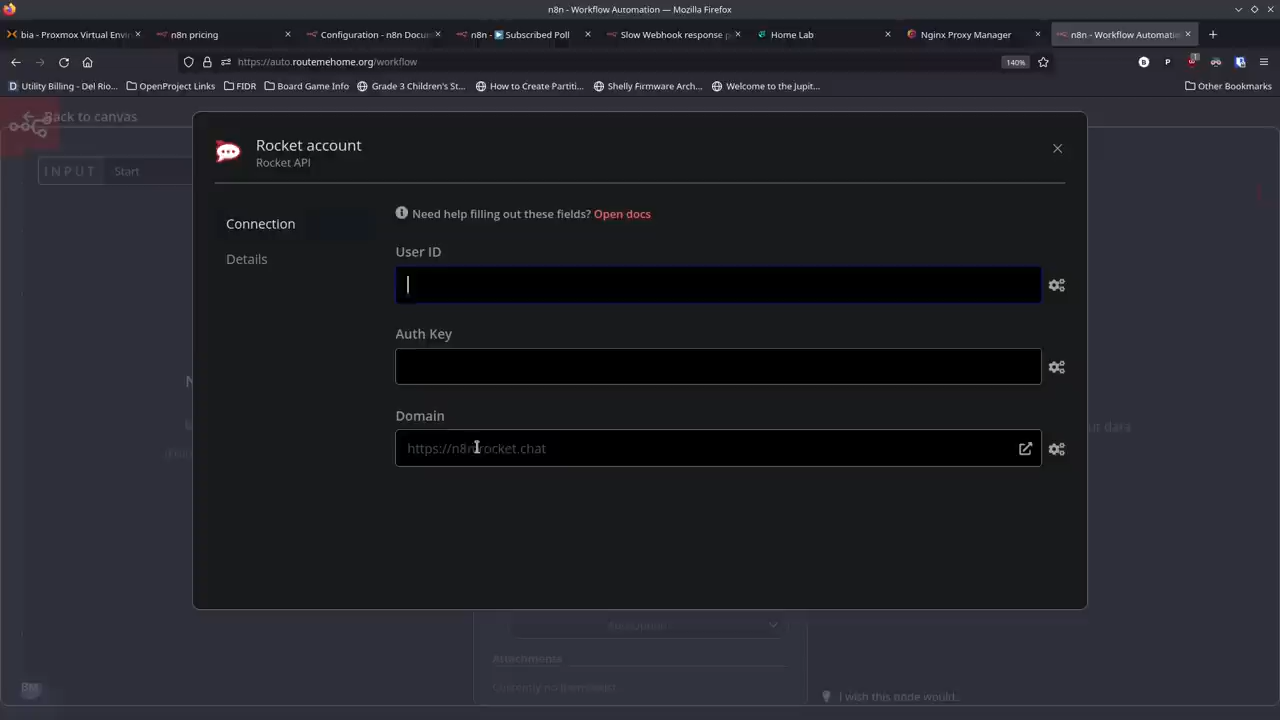 n8n - Workflow Automation — Mozilla Firefox
bia - Proxmox Virtual Envi
n8n pricing
Configuration - n8n Docum
n8n - ▶ Subscribed Poll
Slow Webhook response p
Home Lab
Nginx Proxy Manager
n8n - Workflow Automatio
https://auto.routemehome.org/workflow
140%
Utility Billing - Del Rio...
OpenProject Links
FIDR
Board Game Info
Grade 3 Children's St...
How to Create Partiti...
Shelly Firmware Arch...
Welcome to the Jupit...
Other Bookmarks
Back to canvas
INPUT
Start
Rocket account
Rocket API
Connection
Details
Need help filling out these fields? Open docs
User ID
Auth Key
Domain
https://n8n.rocket.chat
Attachments
I wish this node would..